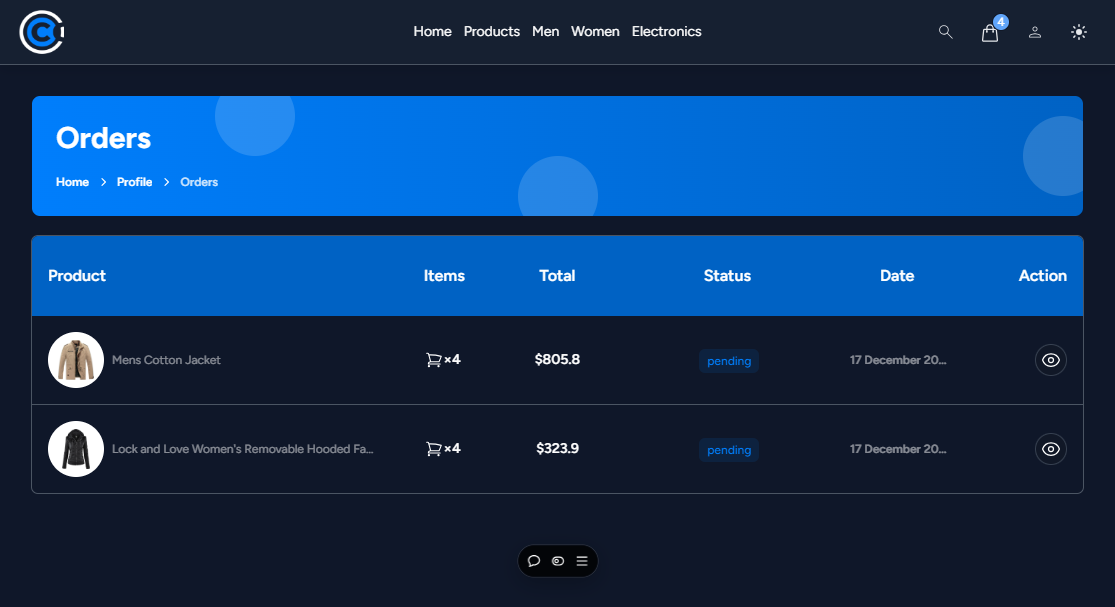 Home Products Men Women Electronics 4
Orders
Home > Profile > Orders
Product Items Total Status Date Action
Mens Cotton Jacket ×4 $805.8 pending 17 December 20...
Lock and Love Women's Removable Hooded Fa... ×4 $323.9 pending 17 December 20...